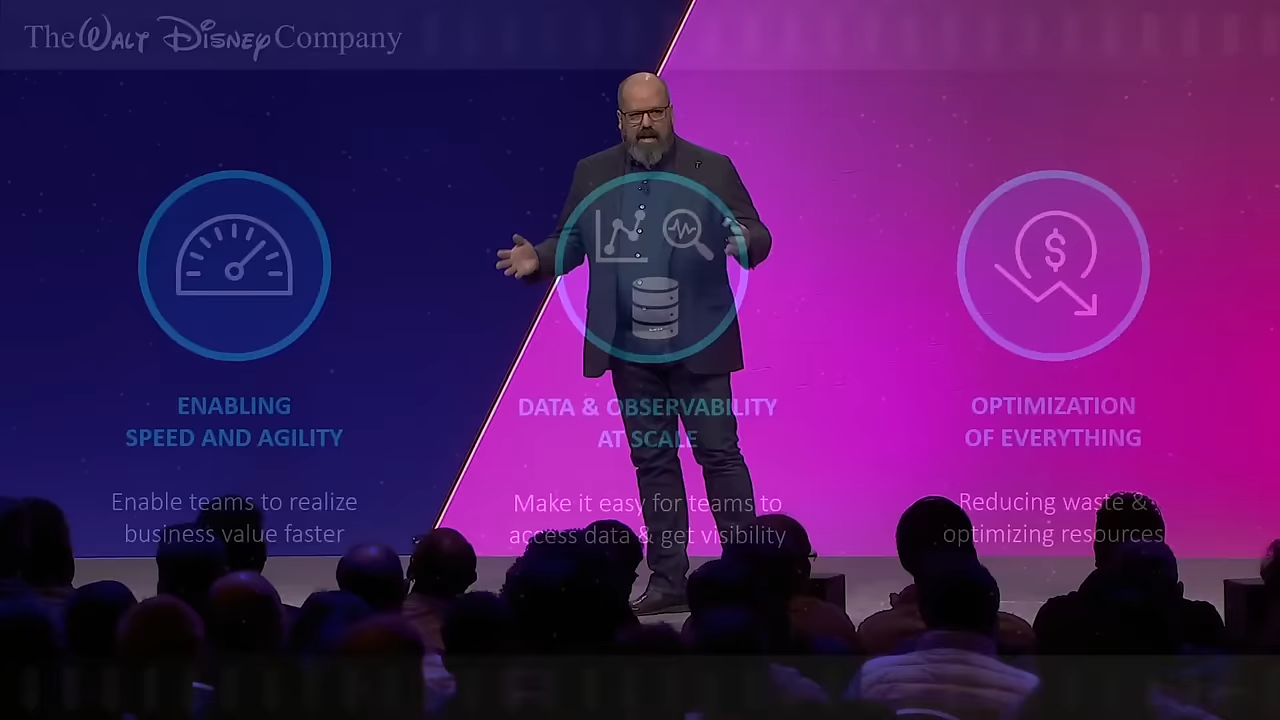 The Walt Disney Company
ENABLING
SPEED AND AGILITY
Enable teams to realize
business value faster
DATA & OBSERVABILITY
AT SCALE
Make it easy for teams to
access data & get visibility
$
OPTIMIZATION
OF EVERYTHING
Reducing waste &
optimizing resources